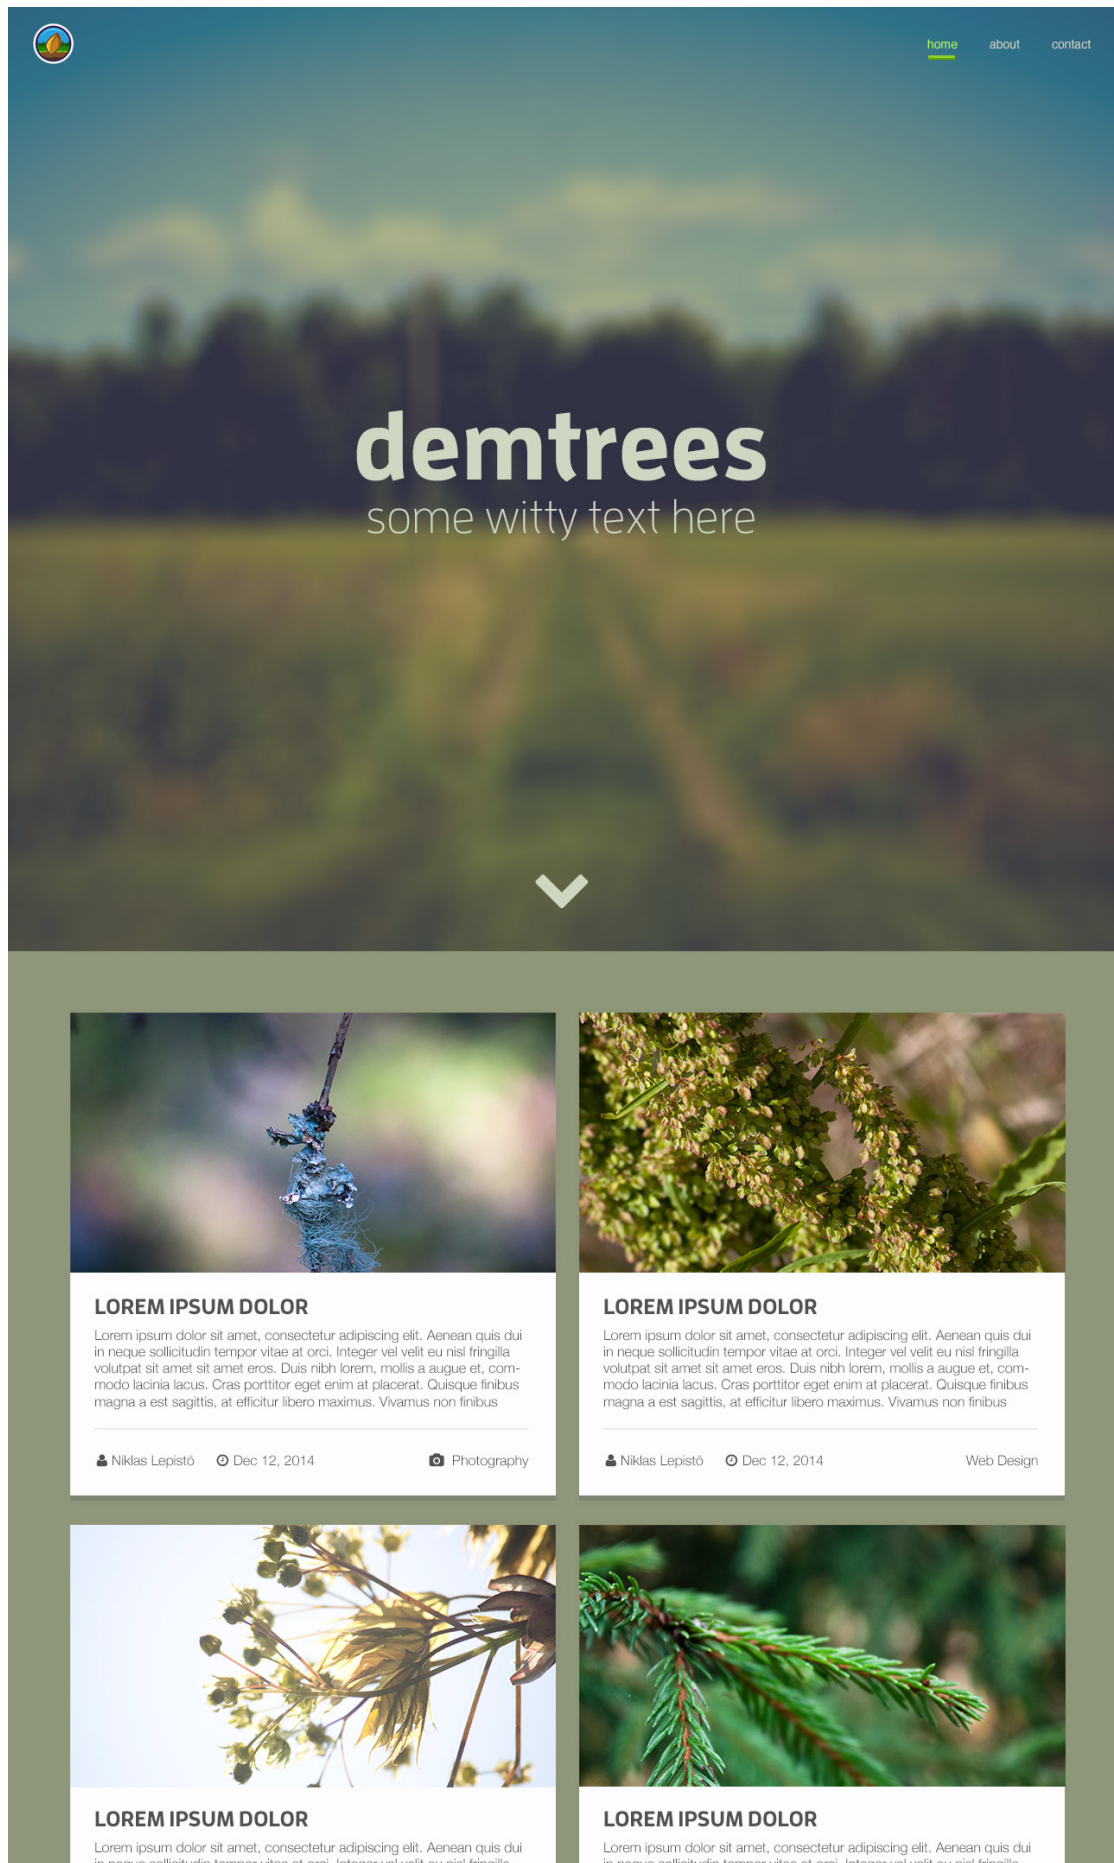 home about contact
demtrees
some witty text here
LOREM IPSUM DOLOR
Lorem ipsum dolor sit amet, consectetur adipiscing elit. Aenean quis dui
in neque sollicitudin tempor vitae at orci. Integer vel velit eu nisl fringilla
volutpat sit amet sit amet eros. Duis nibh lorem, mollis a augue et, com-
modo lacinia lacus. Cras porttitor eget enim at placerat. Quisque finibus
magna a est sagittis, at efficitur libero maximus. Vivamus non finibus
Niklas Lepistö Dec 12, 2014 Photography
LOREM IPSUM DOLOR
Lorem ipsum dolor sit amet, consectetur adipiscing elit. Aenean quis dui
in neque sollicitudin tempor vitae at orci. Integer vel velit eu nisl fringilla
volutpat sit amet sit amet eros. Duis nibh lorem, mollis a augue et, com-
modo lacinia lacus. Cras porttitor eget enim at placerat. Quisque finibus
magna a est sagittis, at efficitur libero maximus. Vivamus non finibus
Niklas Lepistö Dec 12, 2014 Web Design
LOREM IPSUM DOLOR
Lorem ipsum dolor sit amet, consectetur adipiscing elit. Aenean quis dui
LOREM IPSUM DOLOR
Lorem ipsum dolor sit amet, consectetur adipiscing elit. Aenean quis dui